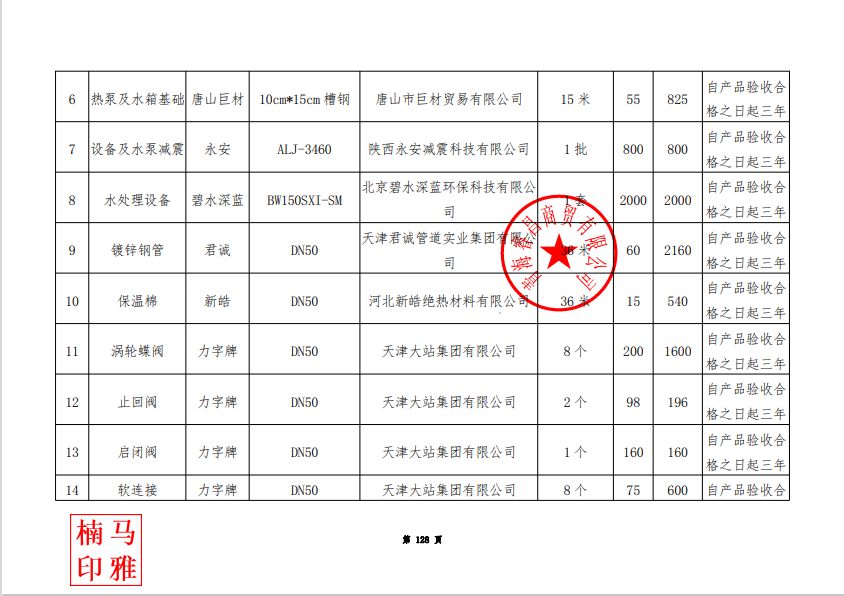 6 热泵及水箱基础 唐山巨材 10cm*15cm 槽钢 唐山市巨材贸易有限公司 15 米 55 825 自产品验收合
格之日起三年
7 设备及水泵减震 永安 ALJ-3460 陕西永安减震科技有限公司 1 批 800 800 自产品验收合
格之日起三年
8 水处理设备 碧水深蓝 BW150SXI-SM 北京碧水深蓝环保科技有限公 1 套 2000 2000 自产品验收合
司 格之日起三年
9 镀锌钢管 君诚 DN50 天津君诚管道实业集团有限公 36 米 60 2160 自产品验收合
司 格之日起三年
10 保温棉 新皓 DN50 河北新皓绝热材料有限公司 36 米 15 540 自产品验收合
格之日起三年
11 涡轮蝶阀 力字牌 DN50 天津大站集团有限公司 8 个 200 1600 自产品验收合
格之日起三年
12 止回阀 力字牌 DN50 天津大站集团有限公司 2 个 98 196 自产品验收合
格之日起三年
13 启闭阀 力字牌 DN50 天津大站集团有限公司 1 个 160 160 自产品验收合
格之日起三年
14 软连接 力字牌 DN50 天津大站集团有限公司 8 个 75 600 自产品验收合
昌商贸有限公司
第 128 页
楠马
印雅